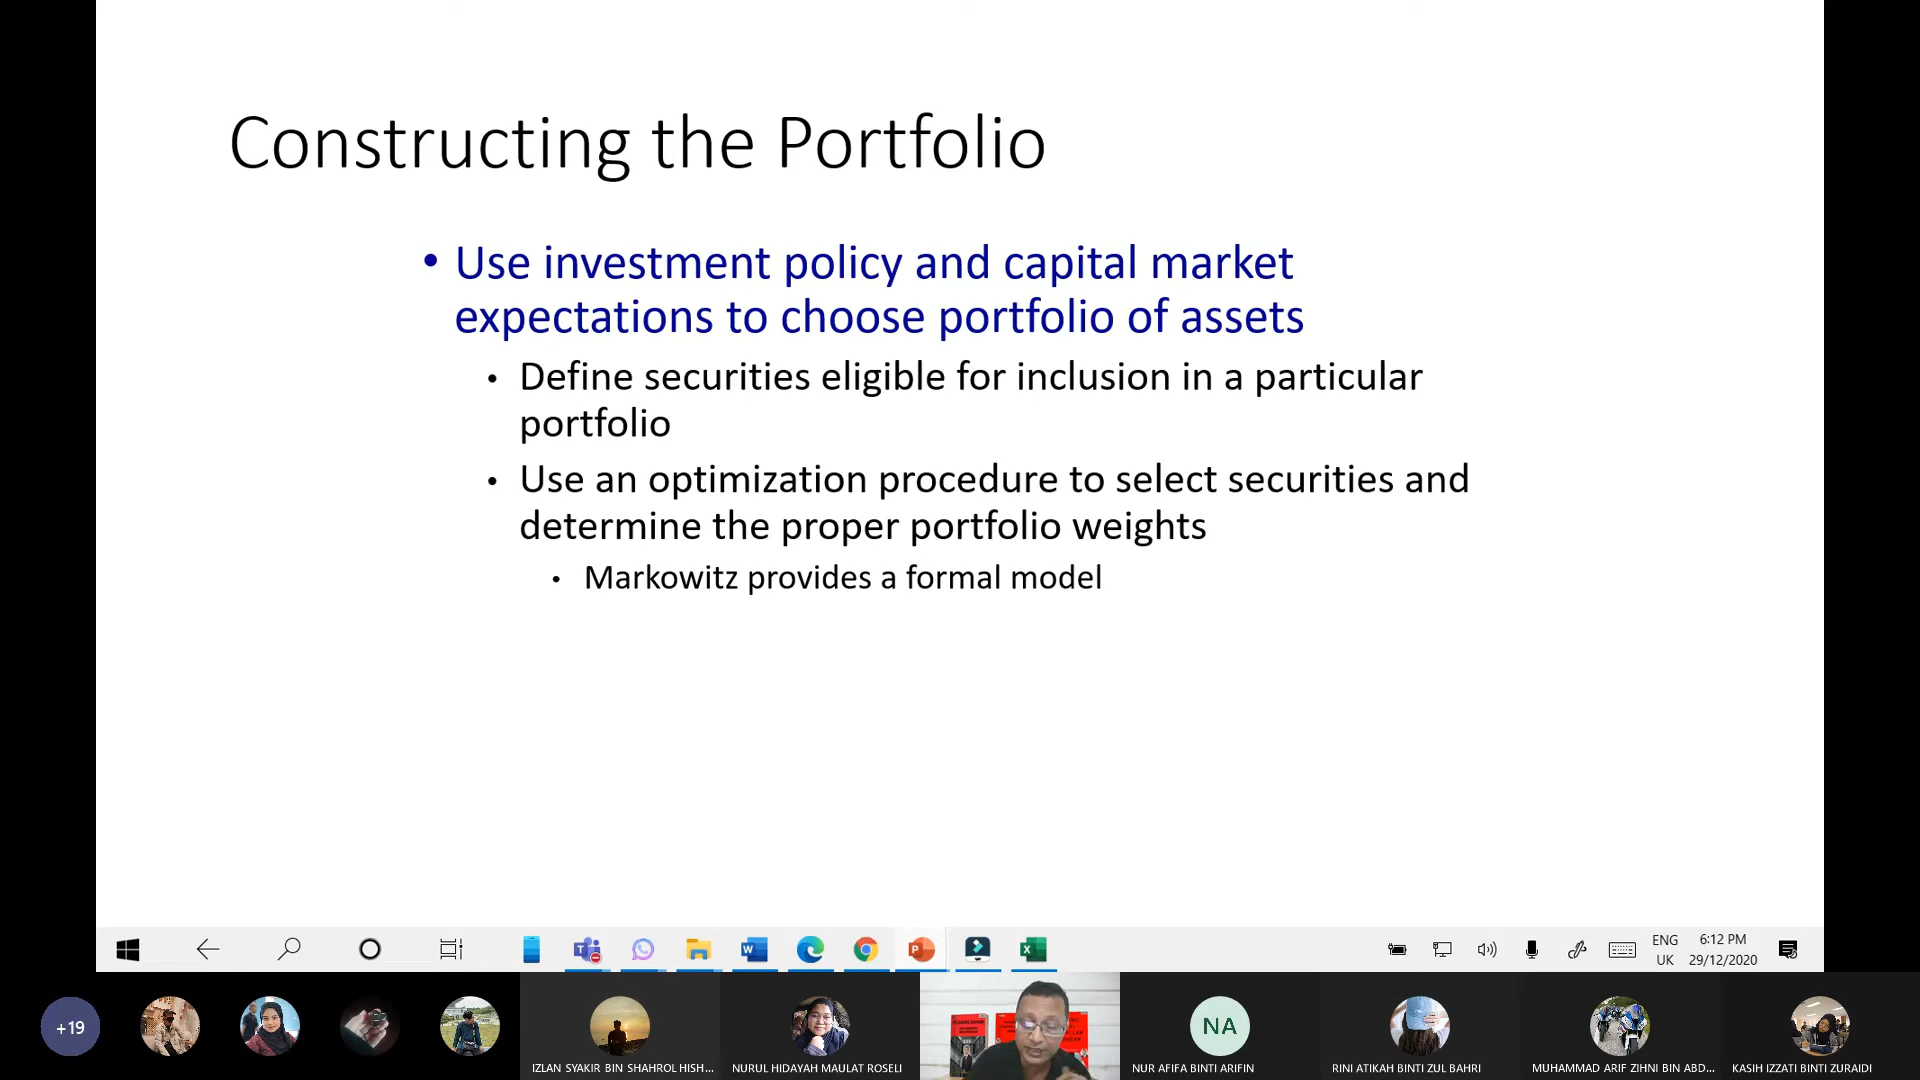 Constructing the Portfolio
• Use investment policy and capital market
expectations to choose portfolio of assets
• Define securities eligible for inclusion in a particular
portfolio
• Use an optimization procedure to select securities and
determine the proper portfolio weights
• Markowitz provides a formal model
ENG
UK
6:12 PM
29/12/2020
+19
NA
IZLAN SYAKIR BIN SHAHROL HISH...
NURUL HIDAYAH MAULAT ROSELI
NUR AFIFA BINTI ARIFIN
RINI ATIKAH BINTI ZUL BAHRI
MUHAMMAD ARIF ZIHNI BIN ABD...
KASIH IZZATI BINTI ZURAIDI